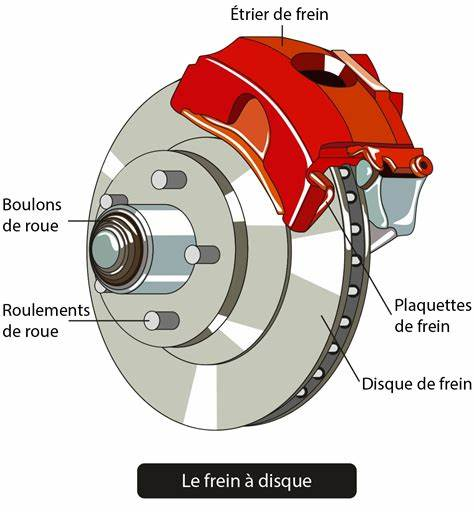 Étrier de frein
Boulons
de roue
Roulements
de roue
Plaquettes
de frein
Disque de frein
Le frein à disque